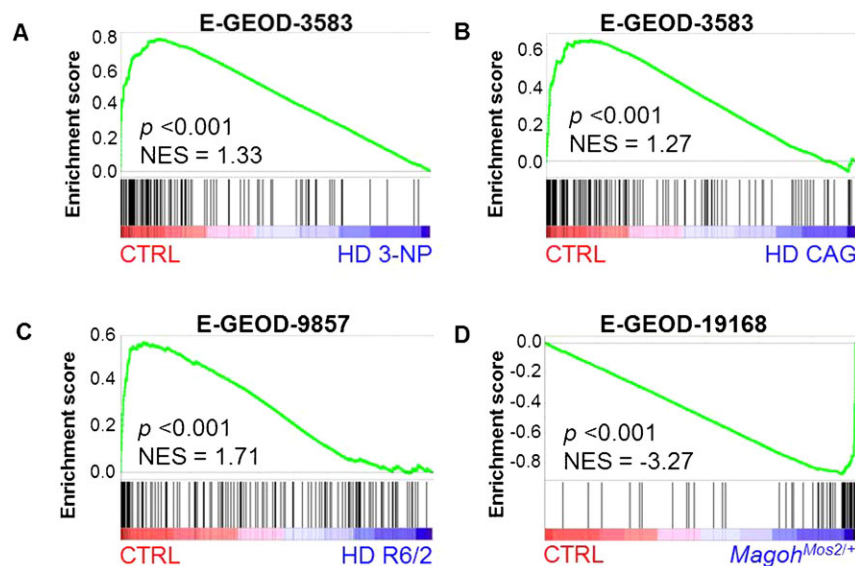 A
E-GEOD-3583
Enrichment score
0.8
0.6
0.4
0.2
0.0
p <0.001
NES = 1.33
CTRL
HD 3-NP
B
E-GEOD-3583
Enrichment score
0.6
0.4
0.2
0.0
p <0.001
NES = 1.27
CTRL
HD CAG
C
E-GEOD-9857
Enrichment score
0.6
0.4
0.2
0.0
p <0.001
NES = 1.71
CTRL
HD R6/2
D
E-GEOD-19168
Enrichment score
0.0
-0.2
-0.4
-0.6
-0.8
p <0.001
NES = -3.27
CTRL
Magoh^Mos2/+